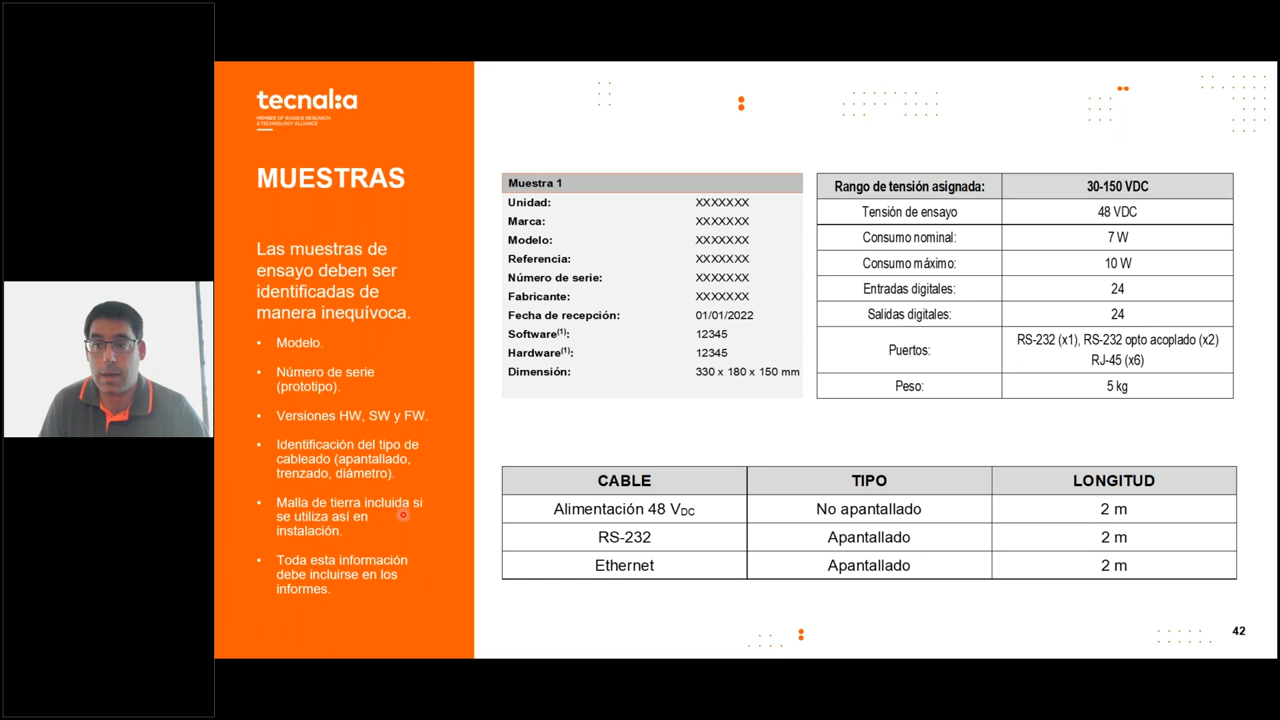 tecnal:a
MEMBER OF BASQUE RESEARCH
& TECHNOLOGY ALLIANCE
MUESTRAS
Las muestras de
ensayo deben ser
identificadas de
manera inequívoca.
• Modelo.
• Número de serie
(prototipo).
• Versiones HW, SW y FW.
• Identificación del tipo de
cableado (apantallado,
trenzado, diámetro).
• Malla de tierra incluida si
se utiliza así en
instalación.
• Toda esta información
debe incluirse en los
informes.
Muestra 1
Unidad: XXXXXXX
Marca: XXXXXXX
Modelo: XXXXXXX
Referencia: XXXXXXX
Número de serie: XXXXXXX
Fabricante: XXXXXXX
Fecha de recepción: 01/01/2022
Software(1): 12345
Hardware(1): 12345
Dimensión: 330 x 180 x 150 mm
Rango de tensión asignada: 30-150 VDC
Tensión de ensayo 48 VDC
Consumo nominal: 7 W
Consumo máximo: 10 W
Entradas digitales: 24
Salidas digitales: 24
Puertos: RS-232 (x1), RS-232 opto acoplado (x2)
RJ-45 (x6)
Peso: 5 kg
CABLE TIPO LONGITUD
Alimentación 48 VDC No apantallado 2 m
RS-232 Apantallado 2 m
Ethernet Apantallado 2 m
42